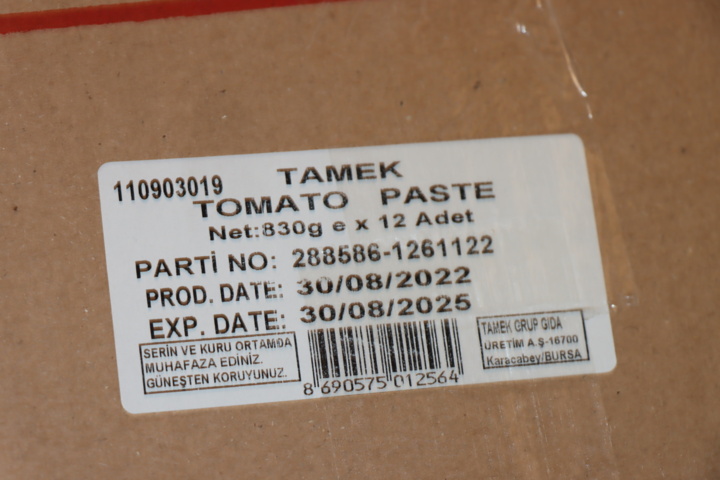 110903019
TAMEK
TOMATO PASTE
Net:830g e x 12 Adet
PARTİ NO: 288586-1261122
PROD. DATE: 30/08/2022
EXP. DATE: 30/08/2025
SERİN VE KURU ORTAMDA
MUHAFAZA EDİNİZ.
GÜNEŞTEN KORUYUNUZ.
8 690575 012564
TAMEK GRUP GIDA
ÜRETİM A.Ş-16700
Karacabey/BURSA